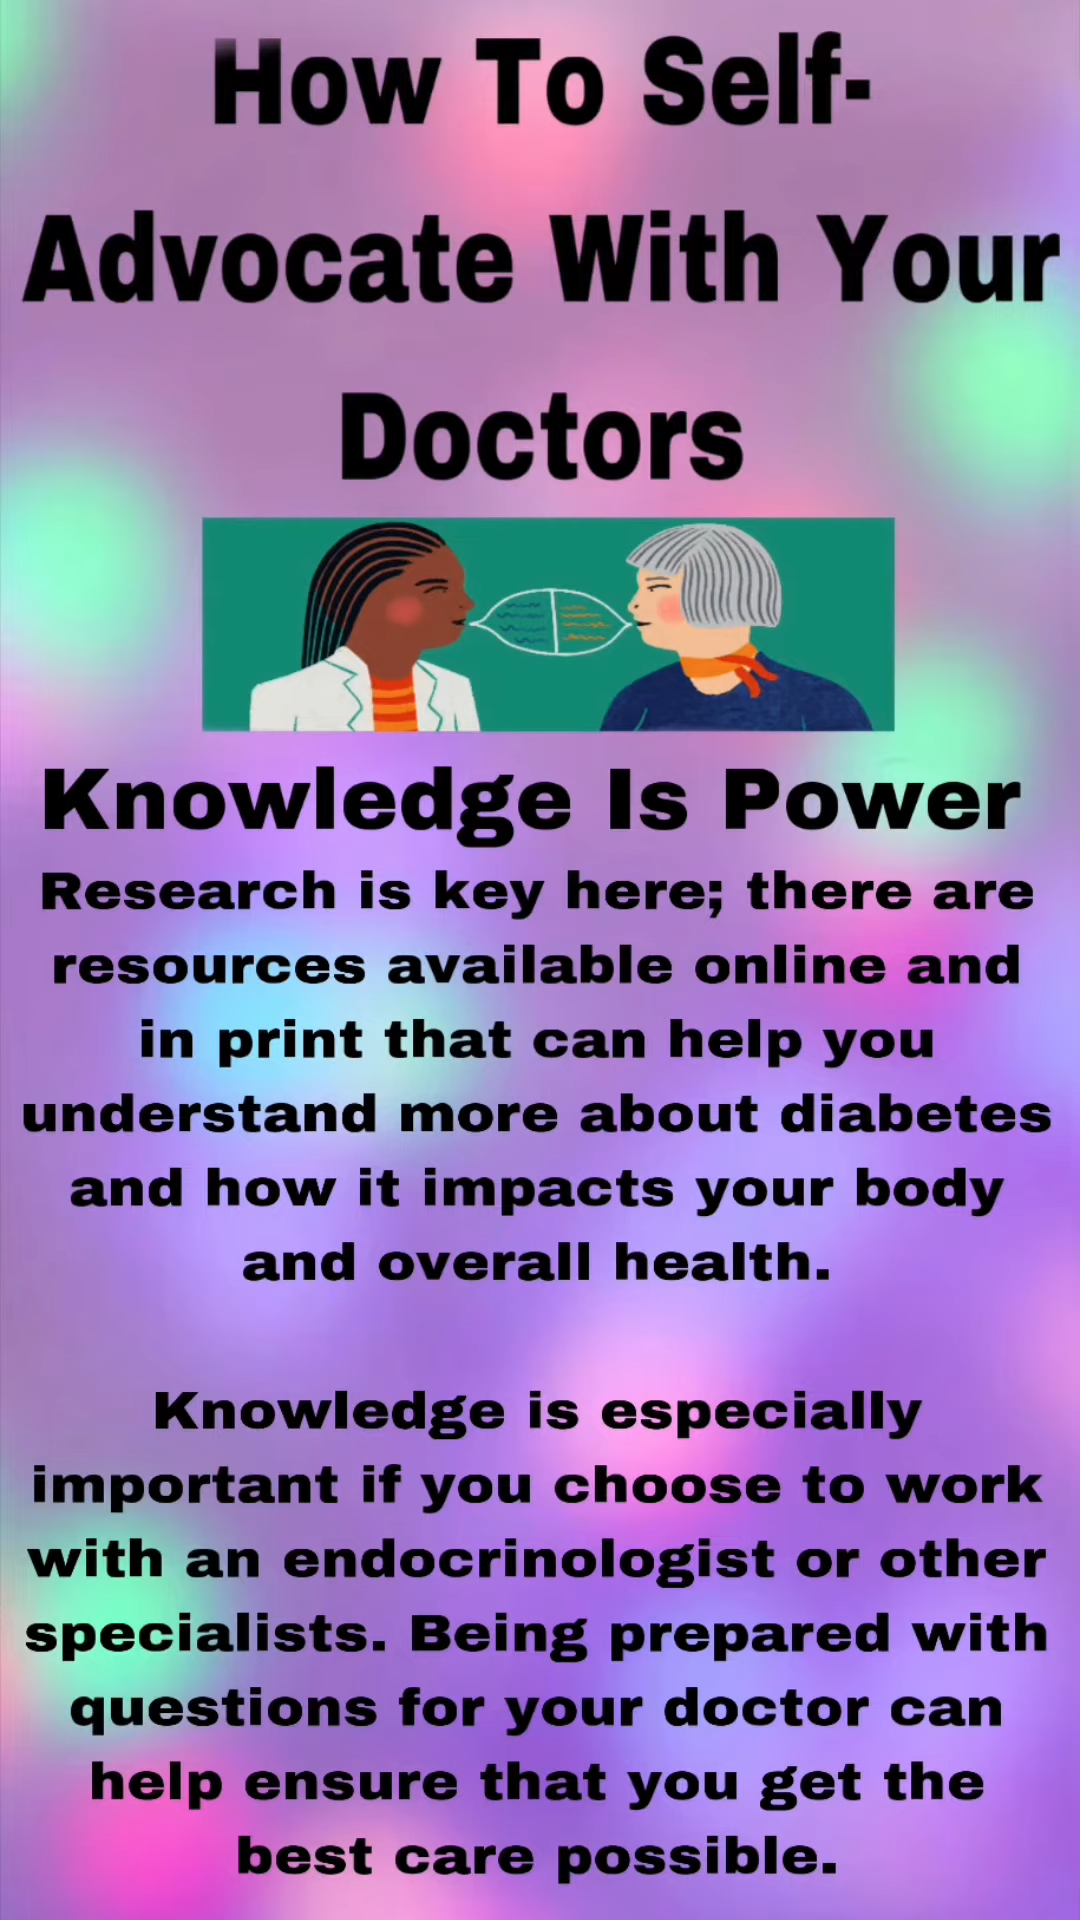 How To Self-
Advocate With Your
Doctors
Knowledge Is Power
Research is key here; there are
resources available online and
in print that can help you
understand more about diabetes
and how it impacts your body
and overall health.
Knowledge is especially
important if you choose to work
with an endocrinologist or other
specialists. Being prepared with
questions for your doctor can
help ensure that you get the
best care possible.